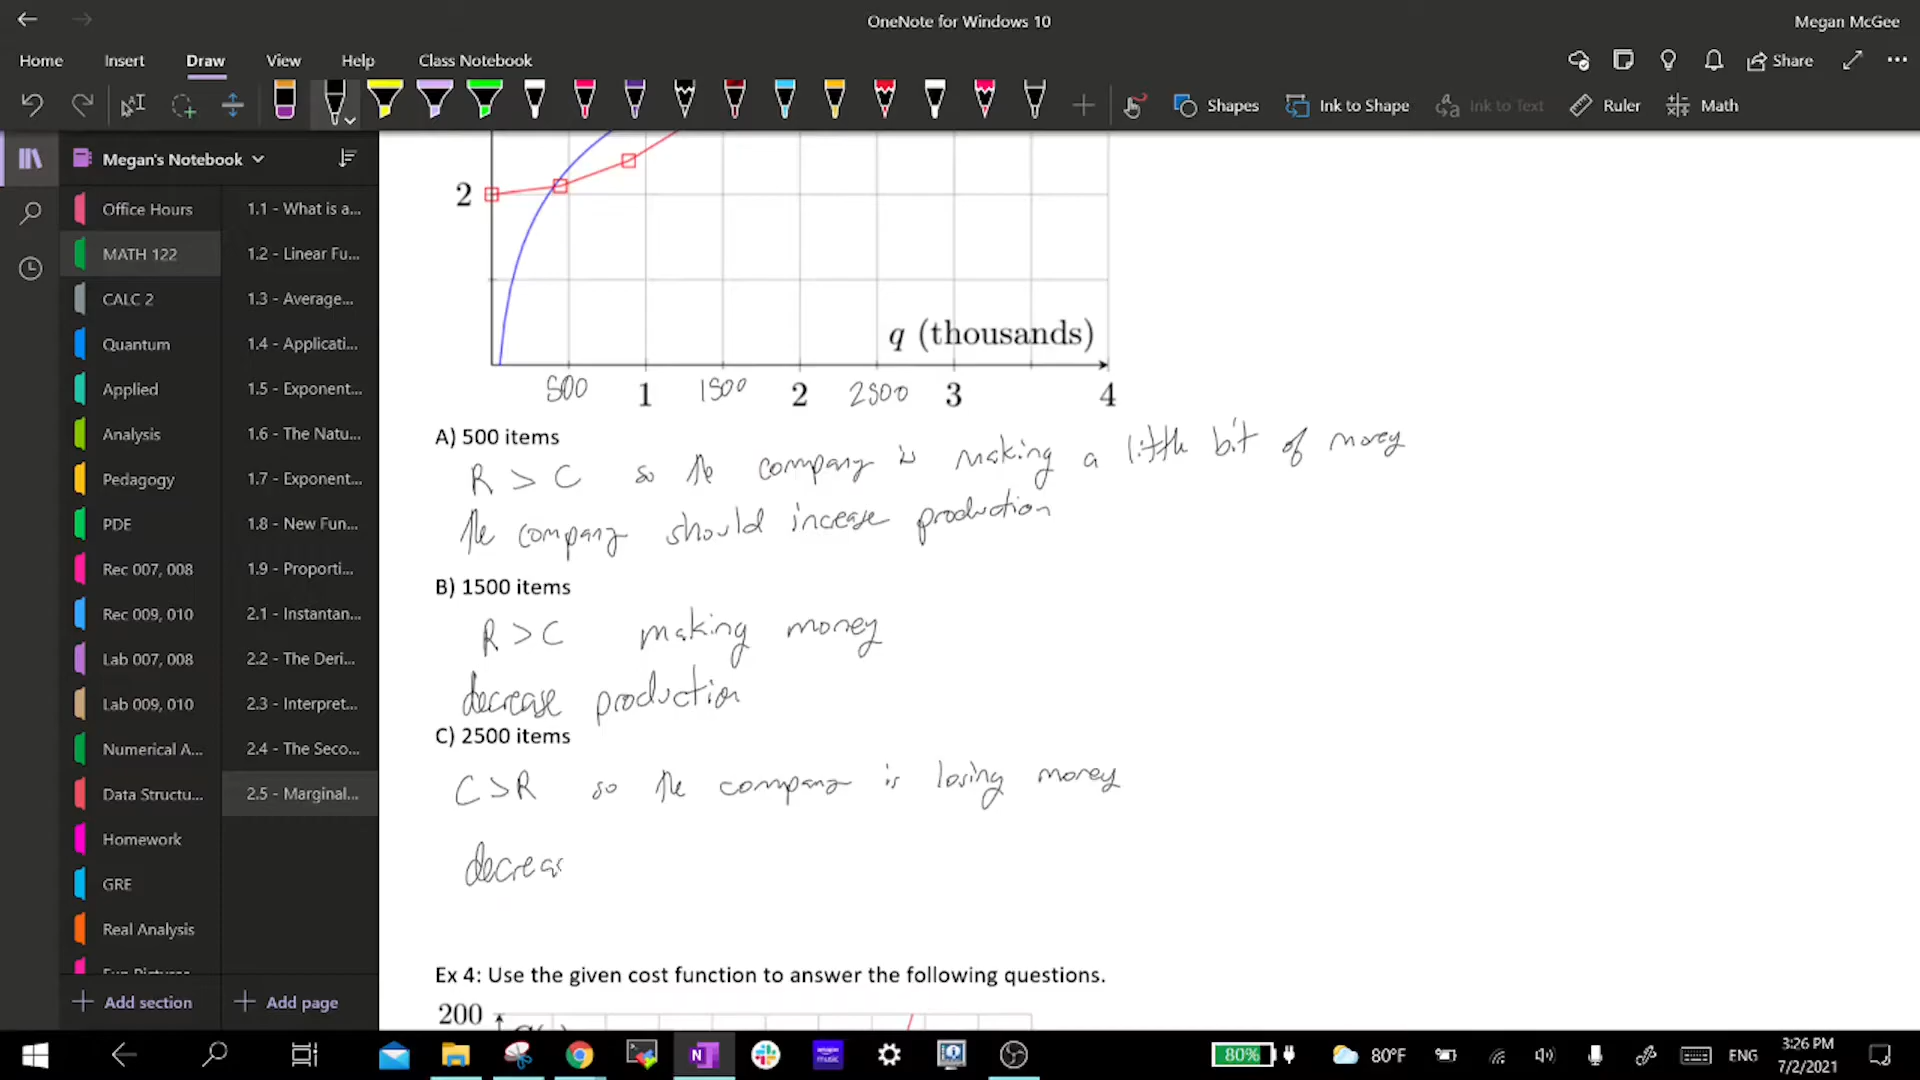 OneNote for Windows 10
Megan McGee
Home Insert Draw View Help Class Notebook
Share
Shapes Ink to Shape Ink to Text Ruler Math
Megan's Notebook
Office Hours
MATH 122
CALC 2
Quantum
Applied
Analysis
Pedagogy
PDE
Rec 007, 008
Rec 009, 010
Lab 007, 008
Lab 009, 010
Numerical A...
Data Structu...
Homework
GRE
Real Analysis
Add section
1.1 - What is a...
1.2 - Linear Fu...
1.3 - Average...
1.4 - Applicati...
1.5 - Exponent...
1.6 - The Natu...
1.7 - Exponent...
1.8 - New Fun...
1.9 - Proporti...
2.1 - Instantan...
2.2 - The Deri...
2.3 - Interpret...
2.4 - The Seco...
2.5 - Marginal...
Add page
2
q (thousands)
500 1 1500 2 2500 3 4
A) 500 items
R > C so the company is making a little bit of money
the company should increase production
B) 1500 items
R > C making money
decrease production
C) 2500 items
C > R so the company is losing money
decreas
Ex 4: Use the given cost function to answer the following questions.
200
80% 80°F ENG 3:26 PM
7/2/2021